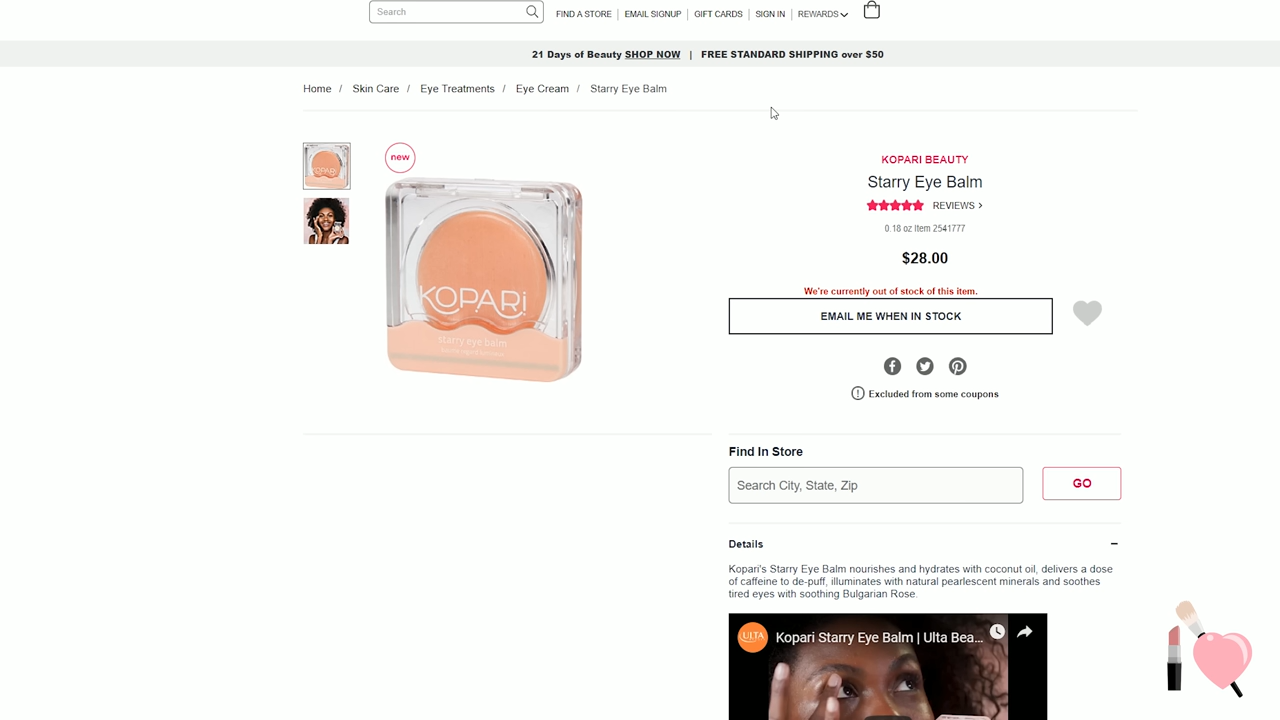 Search
FIND A STORE | EMAIL SIGNUP | GIFT CARDS | SIGN IN | REWARDS
21 Days of Beauty SHOP NOW | FREE STANDARD SHIPPING over $50
Home / Skin Care / Eye Treatments / Eye Cream / Starry Eye Balm
new
KOPARI
starry eye balm
KOPARI BEAUTY
Starry Eye Balm
REVIEWS >
0.18 oz Item 2541777
$28.00
We're currently out of stock of this item.
EMAIL ME WHEN IN STOCK
Excluded from some coupons
Find In Store
Search City, State, Zip
GO
Details
Kopari's Starry Eye Balm nourishes and hydrates with coconut oil, delivers a dose
of caffeine to de-puff, illuminates with natural pearlescent minerals and soothes
tired eyes with soothing Bulgarian Rose.
ULTA
Kopari Starry Eye Balm | Ulta Bea...